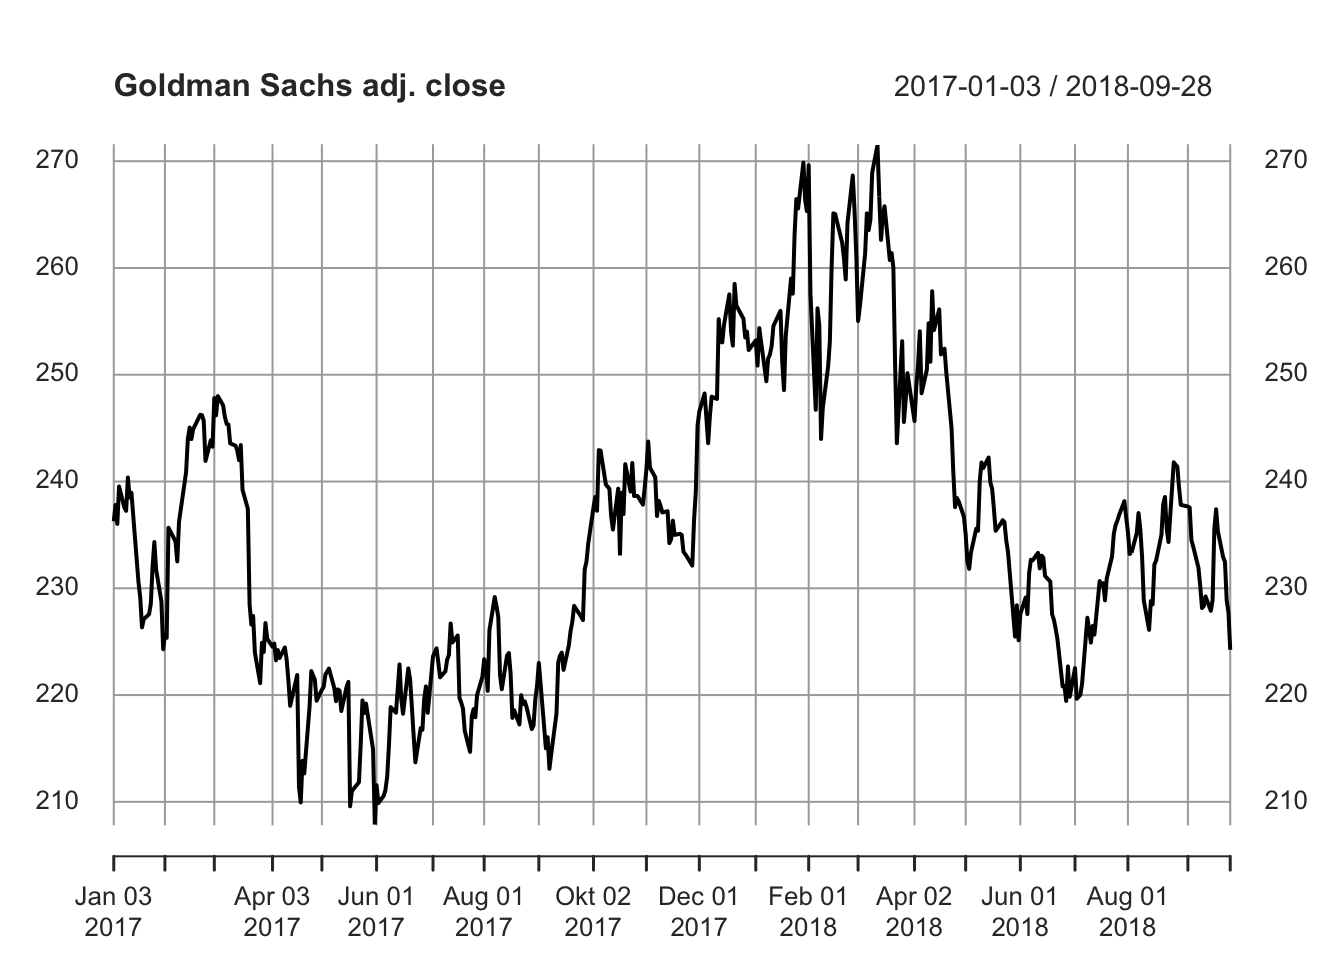 Goldman Sachs adj. close 2017-01-03 / 2018-09-28
270 270
260 260
250 250
240 240
230 230
220 220
210 210
Jan 03 Apr 03 Jun 01 Aug 01 Okt 02 Dec 01 Feb 01 Apr 02 Jun 01 Aug 01
2017 2017 2017 2017 2017 2017 2018 2018 2018 2018